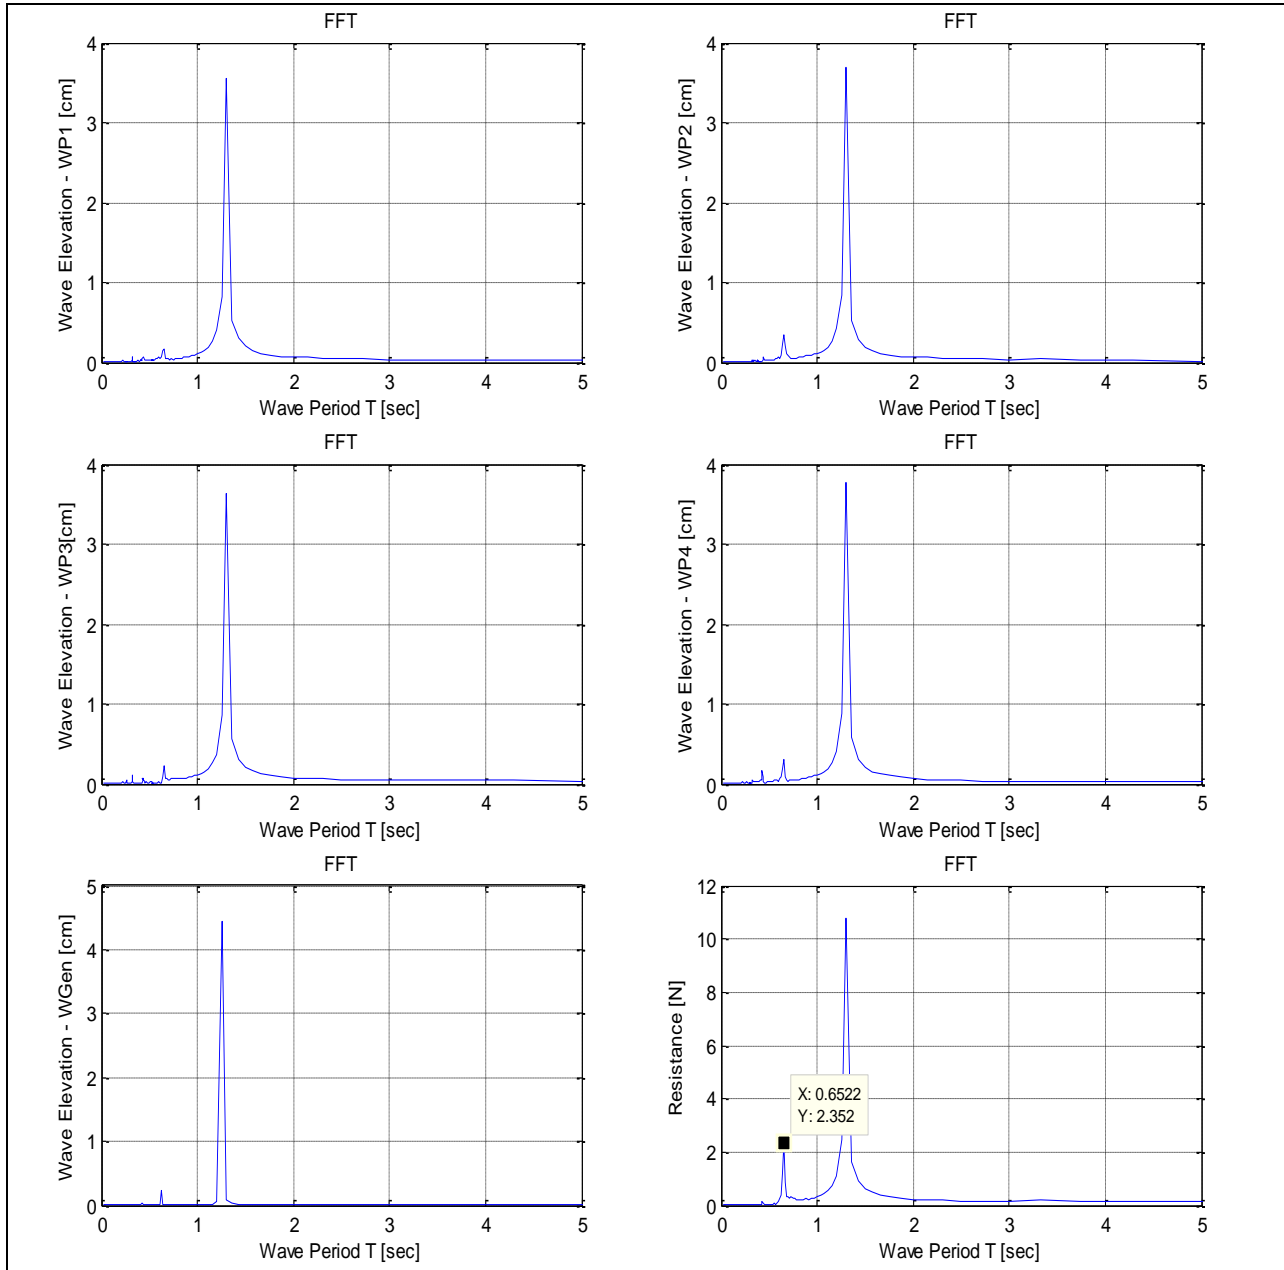 FFT
Wave Elevation - WP1 [cm]
4
3
2
1
0
0 1 2 3 4 5
Wave Period T [sec]
FFT
Wave Elevation - WP2 [cm]
4
3
2
1
0
0 1 2 3 4 5
Wave Period T [sec]
FFT
Wave Elevation - WP3[cm]
4
3
2
1
0
0 1 2 3 4 5
Wave Period T [sec]
FFT
Wave Elevation - WP4 [cm]
4
3
2
1
0
0 1 2 3 4 5
Wave Period T [sec]
FFT
Wave Elevation - WGen [cm]
5
4
3
2
1
0
0 1 2 3 4 5
Wave Period T [sec]
FFT
Resistance [N]
12
10
8
6
4
2
0
X: 0.6522
Y: 2.352
0 1 2 3 4 5
Wave Period T [sec]